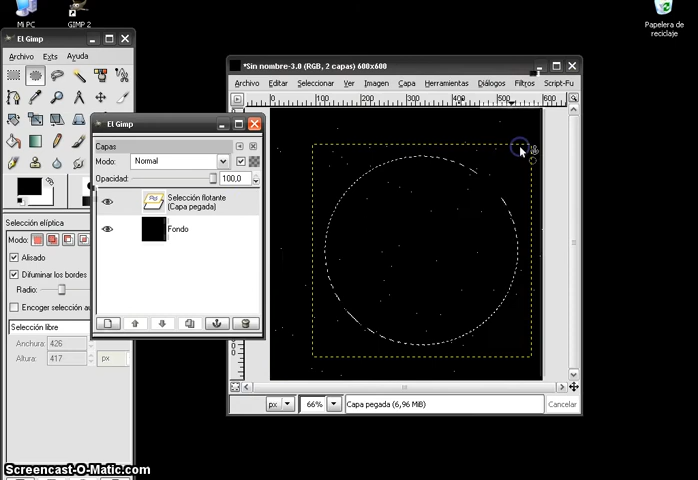 Mi PC
GIMP 2
Papelera de
reciclaje
El Gimp
Archivo Exts Ayuda
*Sin nombre-3.0 (RGB, 2 capas) 600x600
Archivo Editar Seleccionar Ver Imagen Capa Herramientas Diálogos Filtros Script-Fu
0 100 200 300 400 500 600
El Gimp
Capas
Modo: Normal
Opacidad: 100,0
Selección flotante
(Capa pegada)
Fondo
Selección elíptica
Modo:
Alisado
Difuminar los bordes
Radio:
Encoger selección au
Selección libre
Anchura: 426
Altura: 417 px
px 66% Capa pegada (6,96 MiB) Cancelar
Screencast-O-Matic.com